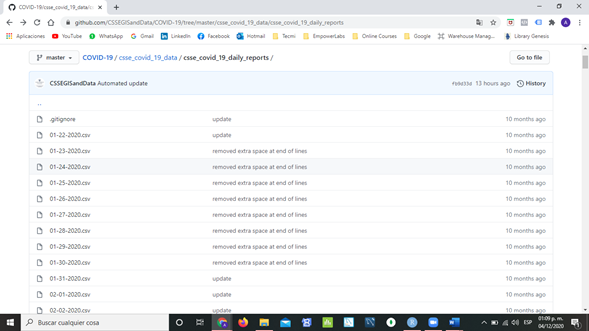 COVID-19/csse_covid_19_data/
github.com/CSSEGISandData/COVID-19/tree/master/csse_covid_19_data/csse_covid_19_daily_reports
Aplicaciones YouTube WhatsApp Gmail LinkedIn Facebook Hotmail Tecmi EmpowerLabs Online Courses Google Warehouse Manag... Library Genesis
master COVID-19 / csse_covid_19_data / csse_covid_19_daily_reports / Go to file
CSSEGISandData Automated update 13 hours ago History
..
.gitignore update 10 months ago
01-22-2020.csv update 10 months ago
01-23-2020.csv removed extra space at end of lines 10 months ago
01-24-2020.csv removed extra space at end of lines 10 months ago
01-25-2020.csv removed extra space at end of lines 10 months ago
01-26-2020.csv removed extra space at end of lines 10 months ago
01-27-2020.csv removed extra space at end of lines 10 months ago
01-28-2020.csv removed extra space at end of lines 10 months ago
01-29-2020.csv removed extra space at end of lines 10 months ago
01-30-2020.csv removed extra space at end of lines 10 months ago
01-31-2020.csv update 10 months ago
02-01-2020.csv update 10 months ago
02-02-2020.csv update 10 months ago
Buscar cualquier cosa ESP 01:09 p. m.
04/12/2020